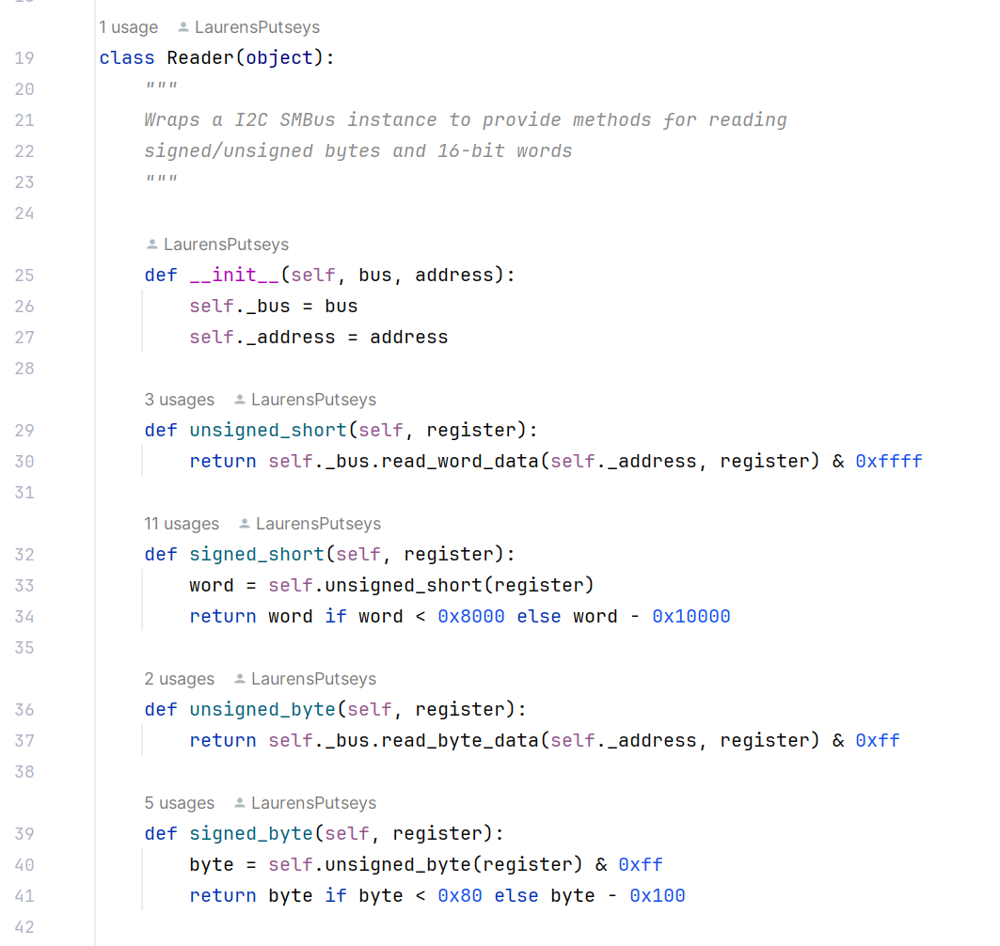 1 usage LaurensPutseys
19 class Reader(object):
20     """
21     Wraps a I2C SMBus instance to provide methods for reading
22     signed/unsigned bytes and 16-bit words
23     """
24
LaurensPutseys
25     def __init__(self, bus, address):
26         self._bus = bus
27         self._address = address
28
3 usages LaurensPutseys
29     def unsigned_short(self, register):
30         return self._bus.read_word_data(self._address, register) & 0xffff
31
11 usages LaurensPutseys
32     def signed_short(self, register):
33         word = self.unsigned_short(register)
34         return word if word < 0x8000 else word - 0x10000
35
2 usages LaurensPutseys
36     def unsigned_byte(self, register):
37         return self._bus.read_byte_data(self._address, register) & 0xff
38
5 usages LaurensPutseys
39     def signed_byte(self, register):
40         byte = self.unsigned_byte(register) & 0xff
41         return byte if byte < 0x80 else byte - 0x100
42